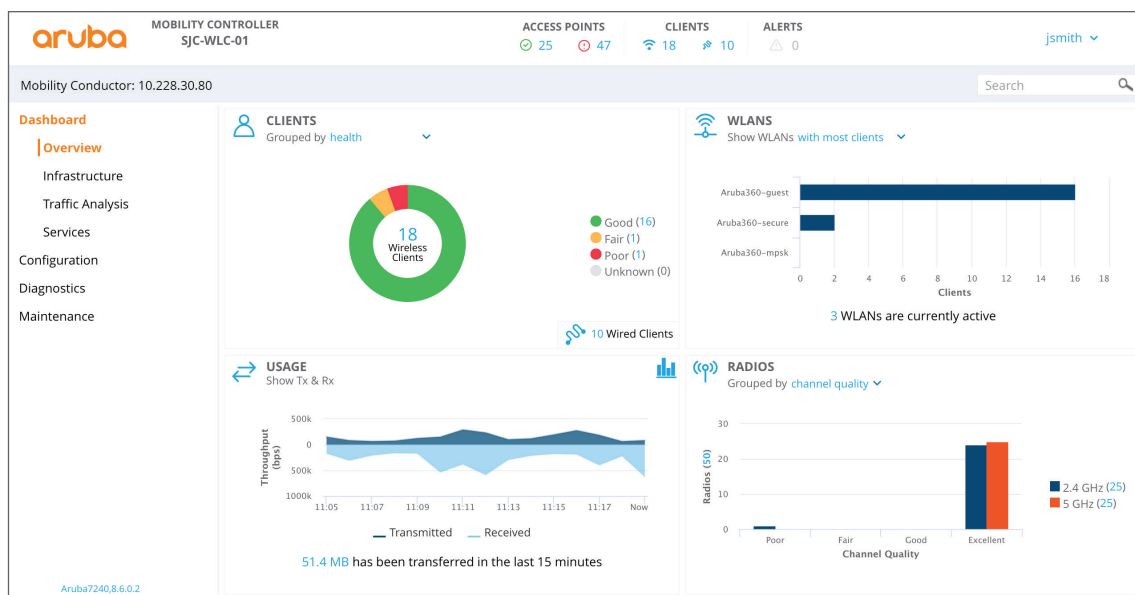 aruba
MOBILITY CONTROLLER
SJC-WLC-01
ACCESS POINTS
25 47
CLIENTS
18 10
ALERTS
0
jsmith
Mobility Conductor: 10.228.30.80
Search
Dashboard
Overview
Infrastructure
Traffic Analysis
Services
Configuration
Diagnostics
Maintenance
Aruba7240,8.6.0.2
CLIENTS
Grouped by health
18
Wireless
Clients
Good (16)
Fair (1)
Poor (1)
Unknown (0)
10 Wired Clients
WLANS
Show WLANs with most clients
Aruba360-guest
Aruba360-secure
Aruba360-mpsk
0 2 4 6 8 10 12 14 16 18
Clients
3 WLANs are currently active
USAGE
Show Tx & Rx
Throughput
(bps)
500k
0
500k
1000k
11:05 11:07 11:09 11:11 11:13 11:15 11:17 Now
Transmitted Received
51.4 MB has been transferred in the last 15 minutes
RADIOS
Grouped by channel quality
Radios (50)
30
20
10
0
Poor Fair Good Excellent
Channel Quality
2.4 GHz (25)
5 GHz (25)